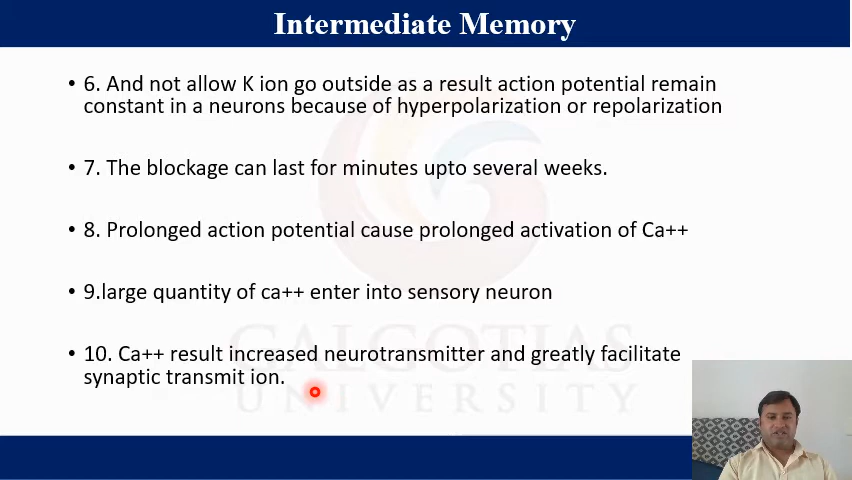 Intermediate Memory
• 6. And not allow K ion go outside as a result action potential remain
constant in a neurons because of hyperpolarization or repolarization
• 7. The blockage can last for minutes upto several weeks.
• 8. Prolonged action potential cause prolonged activation of Ca++
• 9.large quantity of ca++ enter into sensory neuron
GALGOTIAS
• 10. Ca++ result increased neurotransmitter and greatly facilitate
synaptic transmit ion.
UNIVERSITY